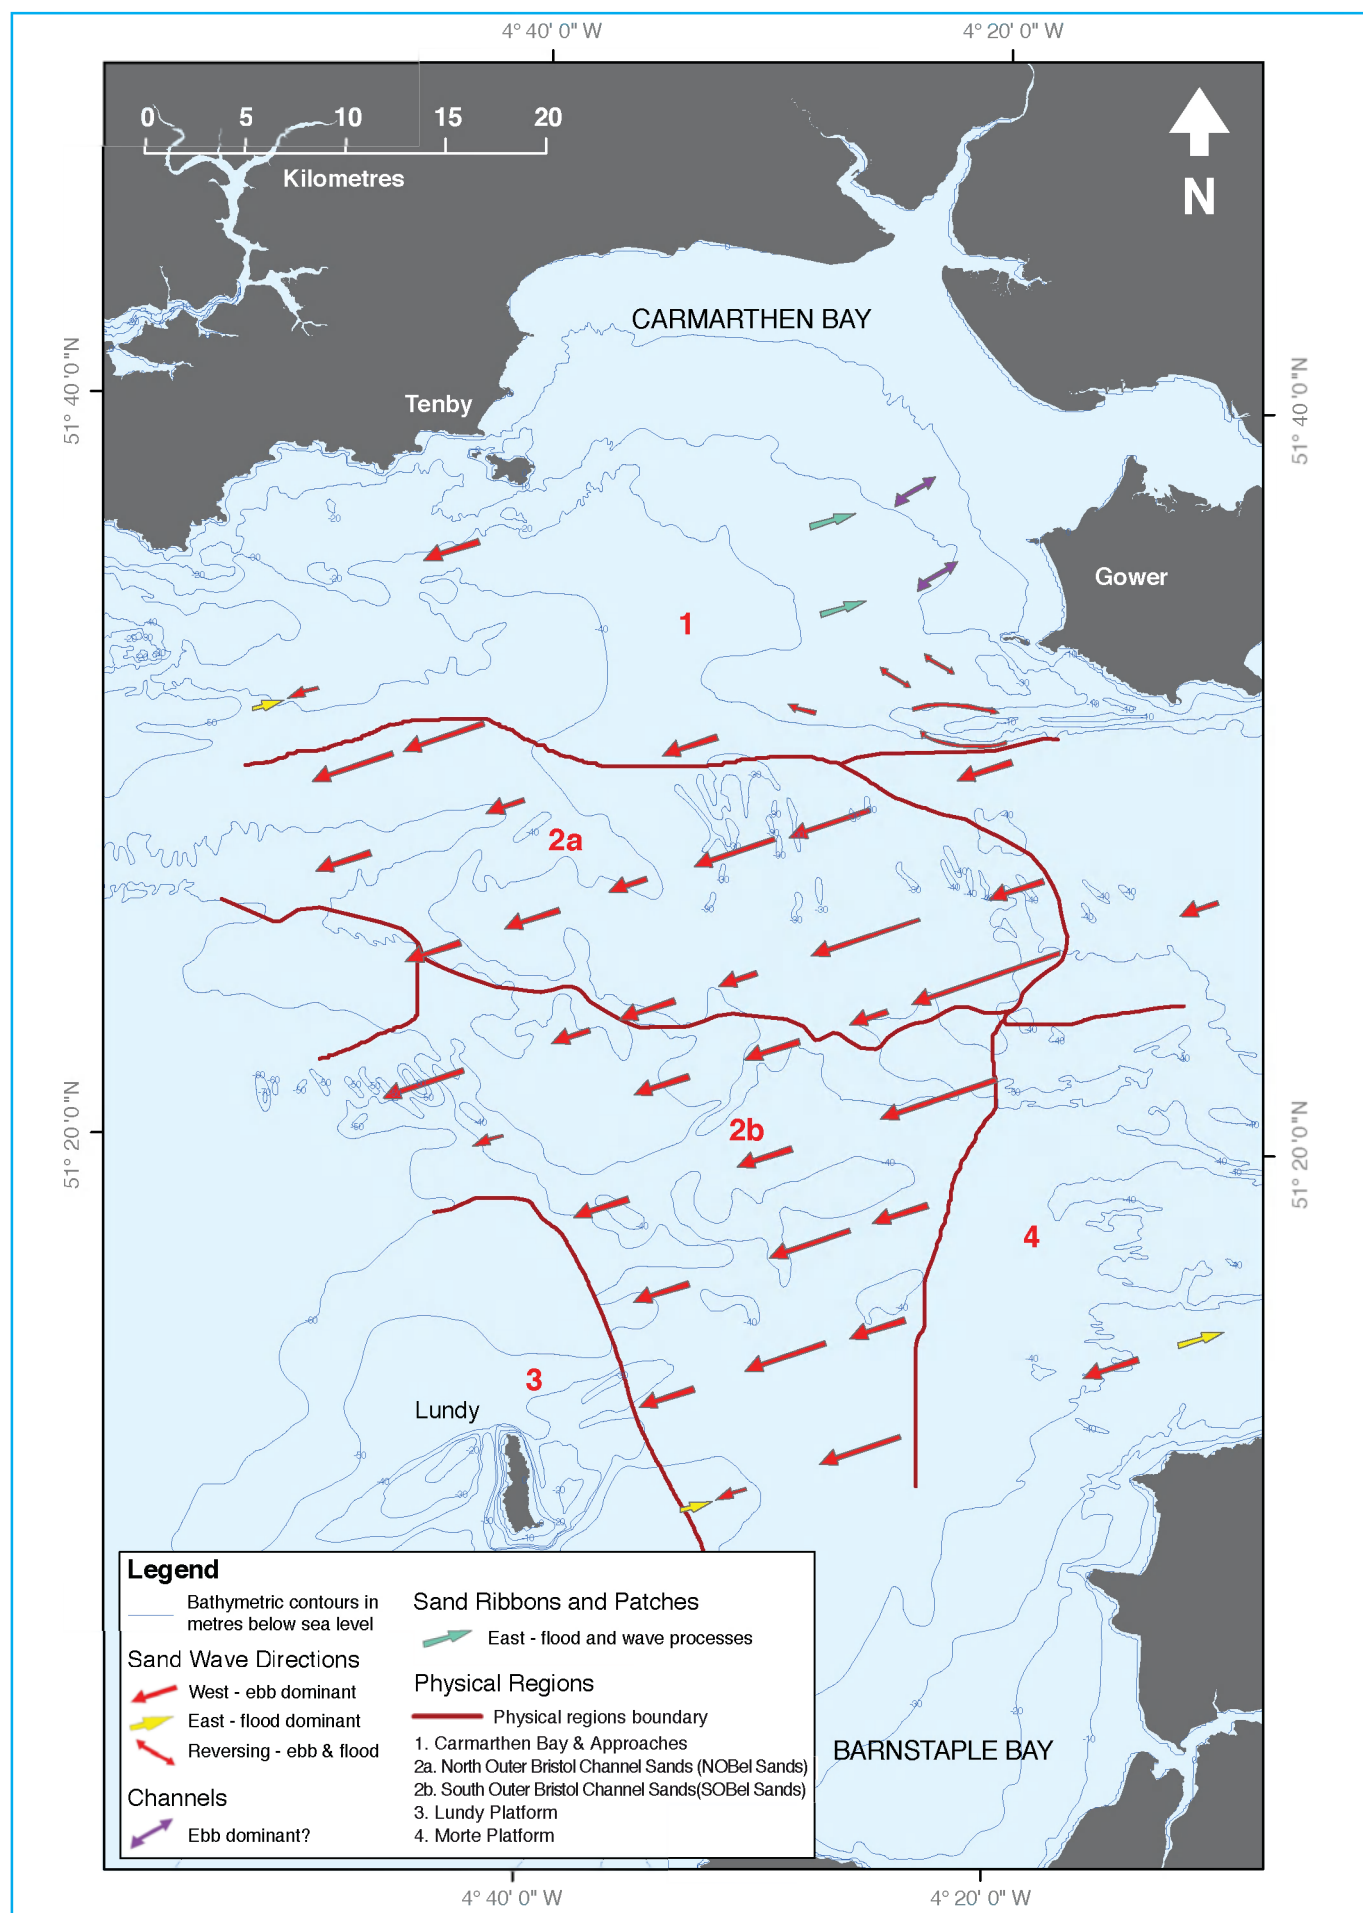 4° 40' 0" W
4° 20' 0" W
0 5 10 15 20
Kilometres
N
CARMARTHEN BAY
51° 40' 0"N
51° 40' 0"N
Tenby
Gower
1
2a
2b
51° 20' 0"N
51° 20' 0"N
4
3
Lundy
BARNSTAPLE BAY
Legend
Bathymetric contours in
metres below sea level
Sand Wave Directions
West - ebb dominant
East - flood dominant
Reversing - ebb & flood
Channels
Ebb dominant?
Sand Ribbons and Patches
East - flood and wave processes
Physical Regions
Physical regions boundary
1. Carmarthen Bay & Approaches
2a. North Outer Bristol Channel Sands (NOBel Sands)
2b. South Outer Bristol Channel Sands(SOBel Sands)
3. Lundy Platform
4. Morte Platform
4° 40' 0" W
4° 20' 0" W